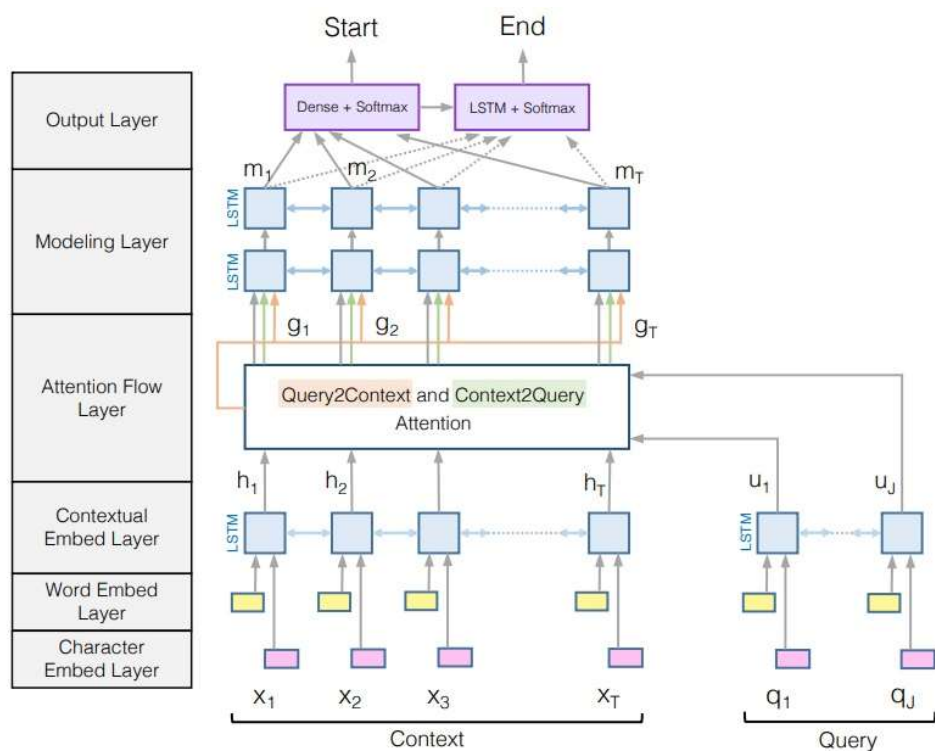 Start End
Output Layer
Dense + Softmax LSTM + Softmax
m1 m2 mT
LSTM
Modeling Layer
LSTM
g1 g2 gT
Attention Flow
Layer
Query2Context and Context2Query
Attention
h1 h2 hT u1 uJ
Contextual
Embed Layer
LSTM LSTM
Word Embed
Layer
Character
Embed Layer
x1 x2 x3 xT q1 qJ
Context Query